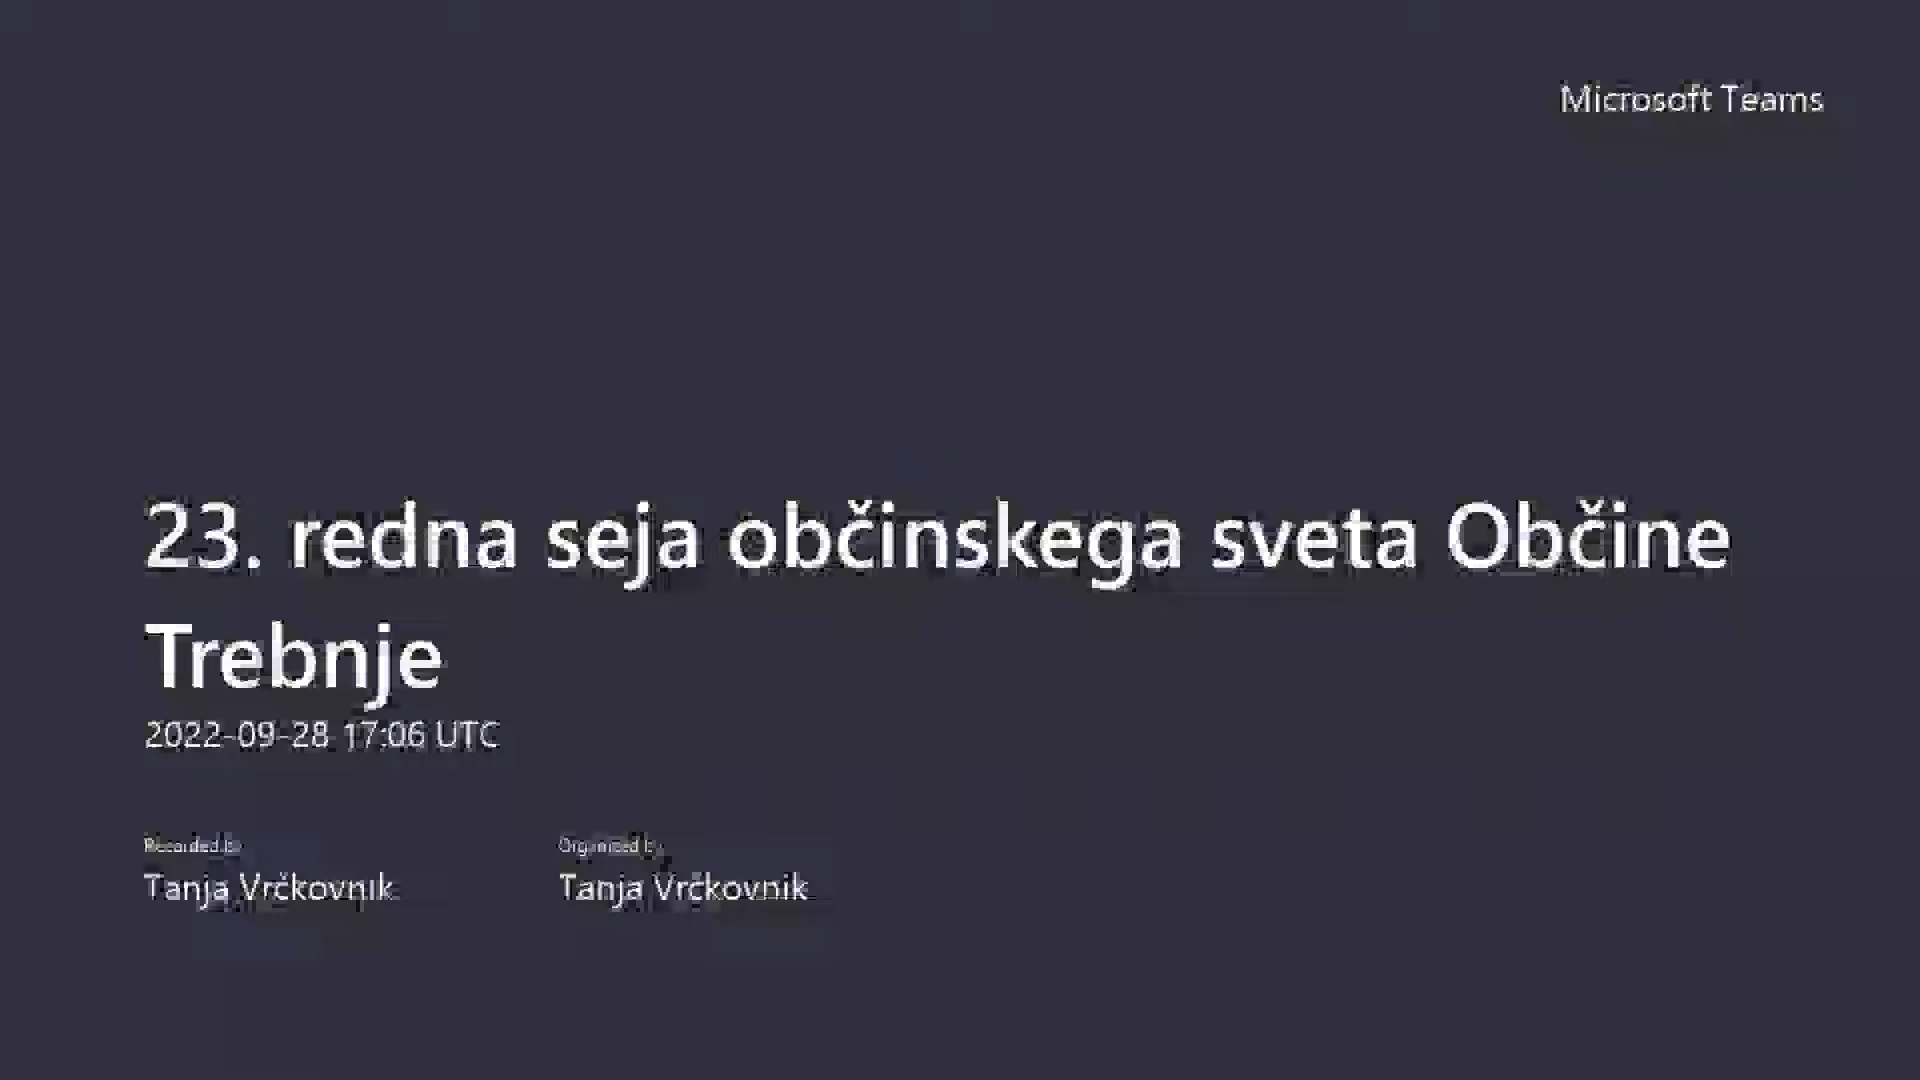 Microsoft Teams
23. redna seja občinskega sveta Občine
Trebnje
2022-09-28 17:06 UTC
Recorded by
Organized by
Tanja Vrčkovnik
Tanja Vrčkovnik